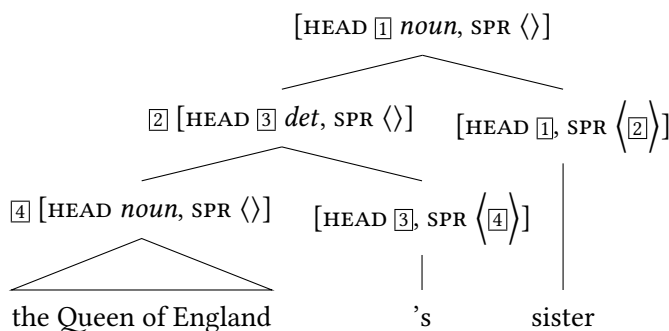 [HEAD 1 noun, SPR ⟨⟩]
2 [HEAD 3 det, SPR ⟨⟩] [HEAD 1, SPR ⟨2⟩]
4 [HEAD noun, SPR ⟨⟩] [HEAD 3, SPR ⟨4⟩]
the Queen of England 's sister